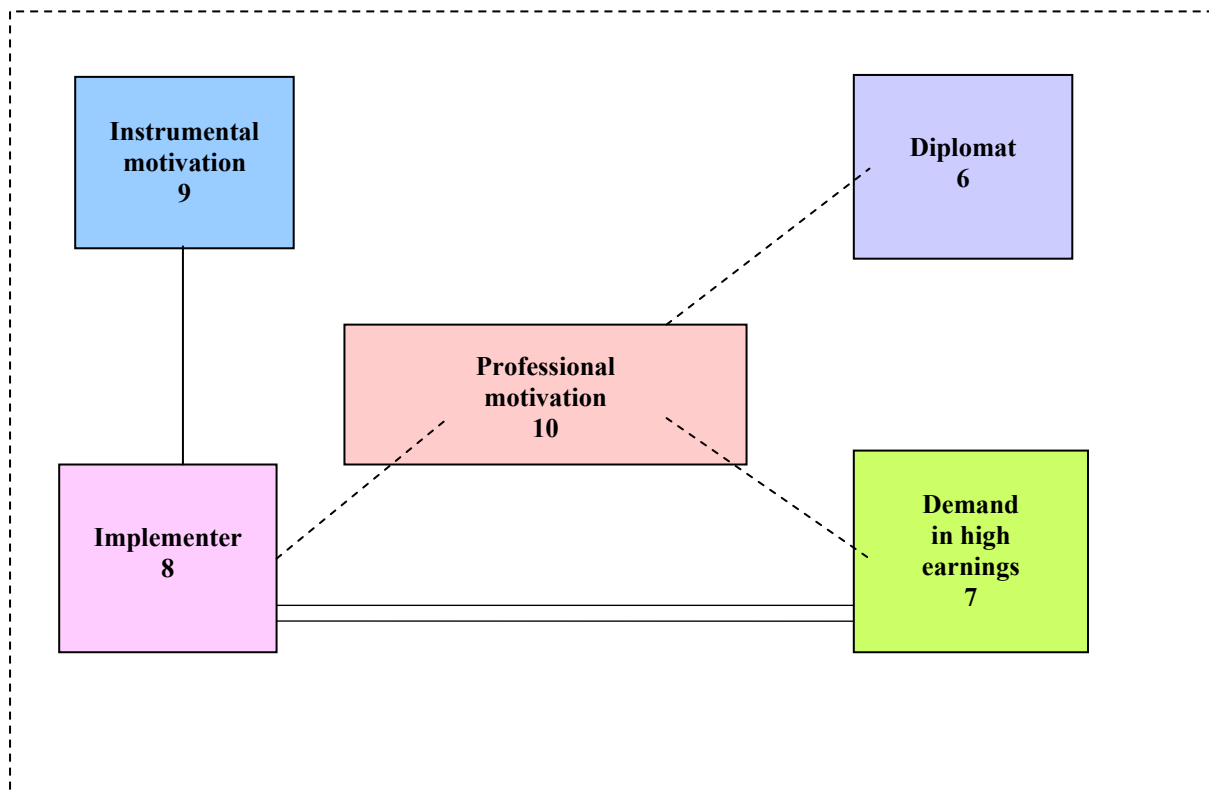 Instrumental
motivation
9
Diplomat
6
Professional
motivation
10
Implementer
8
Demand
in high
earnings
7